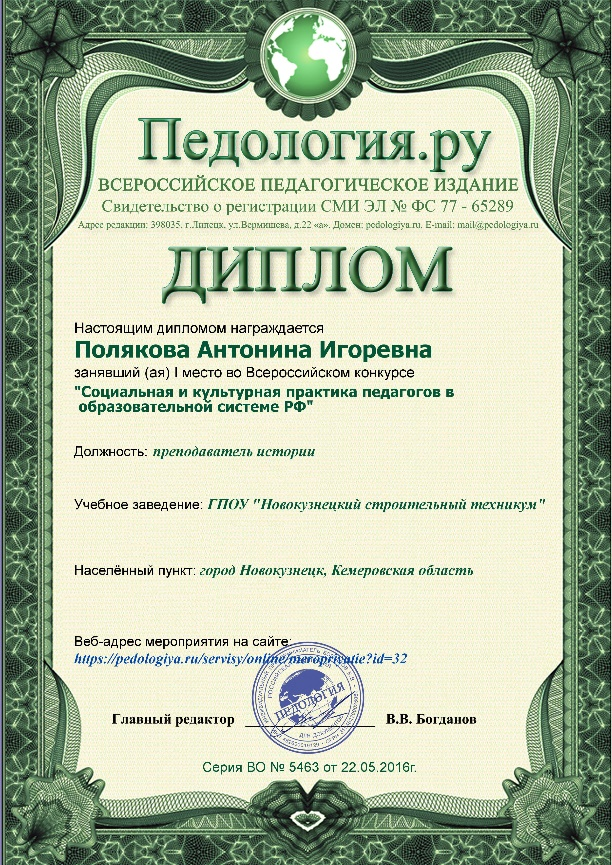 Педология.ру
ВСЕРОССИЙСКОЕ ПЕДАГОГИЧЕСКОЕ ИЗДАНИЕ
Свидетельство о регистрации СМИ ЭЛ № ФС 77 - 65289
Адрес редакции: 398035, г.Липецк, ул.Вермишева, д.22 «а». Домен: pedologiya.ru. E-mail: mail@pedologiya.ru
ДИПЛОМ
Настоящим дипломом награждается
Полякова Антонина Игоревна
занявший (ая) I место во Всероссийском конкурсе
"Социальная и культурная практика педагогов в
образовательной системе РФ"
Должность: преподаватель истории
Учебное заведение: ГПОУ "Новокузнецкий строительный техникум"
Населённый пункт: город Новокузнецк, Кемеровская область
Веб-адрес мероприятия на сайте:
https://pedologiya.ru/servisy/online/meropriyatie?id=32
ПЕДОЛОГИЯ
Главный редактор В.В. Богданов
Серия ВО № 5463 от 22.05.2016г.